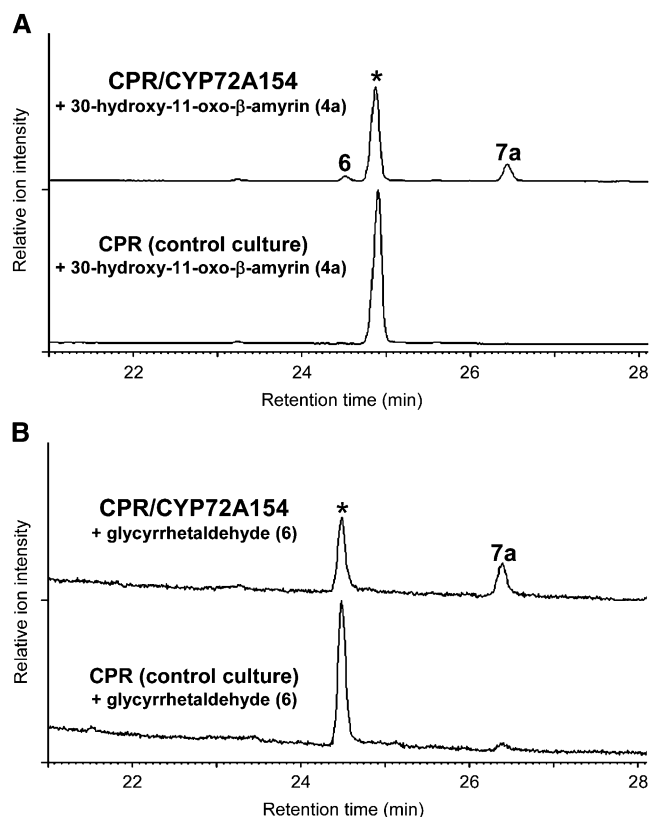 A
CPR/CYP72A154
+ 30-hydroxy-11-oxo-β-amyrin (4a)
*
6
7a
CPR (control culture)
+ 30-hydroxy-11-oxo-β-amyrin (4a)
Relative ion intensity
22
24
26
28
Retention time (min)
B
CPR/CYP72A154
+ glycyrrhetaldehyde (6)
*
7a
CPR (control culture)
+ glycyrrhetaldehyde (6)
Relative ion intensity
22
24
26
28
Retention time (min)